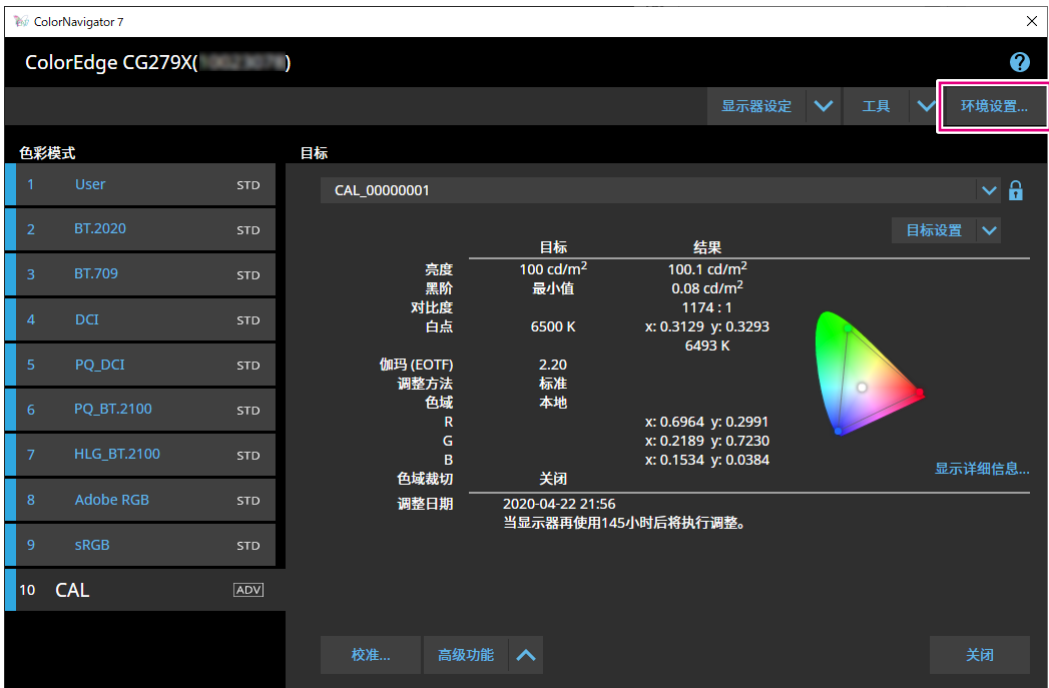 ColorNavigator 7
ColorEdge CG279X( )
显示器设定 工具 环境设置...
色彩模式 目标
1 User STD
2 BT.2020 STD
3 BT.709 STD
4 DCI STD
5 PQ_DCI STD
6 PQ_BT.2100 STD
7 HLG_BT.2100 STD
8 Adobe RGB STD
9 sRGB STD
10 CAL ADV
CAL_00000001
目标设置
目标 结果
亮度 100 cd/m² 100.1 cd/m²
黑阶 最小值 0.08 cd/m²
对比度 1174 : 1
白点 6500 K x: 0.3129 y: 0.3293
6493 K
伽玛 (EOTF) 2.20
调整方法 标准
色域 本地
R x: 0.6964 y: 0.2991
G x: 0.2189 y: 0.7230
B x: 0.1534 y: 0.0384
显示详细信息...
色域裁切 关闭
调整日期 2020-04-22 21:56
当显示器再使用145小时后将执行调整。
校准... 高级功能 关闭